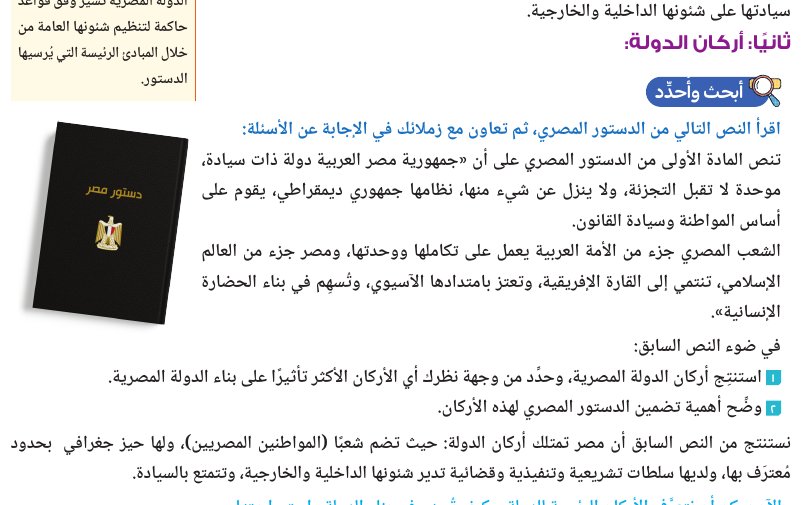 سيادتها على شئونها الداخلية والخارجية.
حاكمة لتنظيم شئونها العامة من
خلال المبادئ الرئيسة التي يُرسيها
الدستور.
ثانيًا: أركان الدولة:
أبحث وأحدِّد
اقرأ النص التالي من الدستور المصري، ثم تعاون مع زملائك في الإجابة عن الأسئلة:
تنص المادة الأولى من الدستور المصري على أن «جمهورية مصر العربية دولة ذات سيادة،
موحدة لا تقبل التجزئة، ولا ينزل عن شيء منها، نظامها جمهوري ديمقراطي، يقوم على
أساس المواطنة وسيادة القانون.
الشعب المصري جزء من الأمة العربية يعمل على تكاملها ووحدتها، ومصر جزء من العالم
الإسلامي، تنتمي إلى القارة الإفريقية، وتعتز بامتدادها الآسيوي، وتُسهِم في بناء الحضارة
الإنسانية».
دستور مصر
في ضوء النص السابق:
١ استنتِج أركان الدولة المصرية، وحدَّد من وجهة نظرك أي الأركان الأكثر تأثيرًا على بناء الدولة المصرية.
٢ وضَّح أهمية تضمين الدستور المصري لهذه الأركان.
نستنتج من النص السابق أن مصر تمتلك أركان الدولة: حيث تضم شعبًا (المواطنين المصريين)، ولها حيز جغرافي بحدود
مُعترَف بها، ولديها سلطات تشريعية وتنفيذية وقضائية تدير شئونها الداخلية والخارجية، وتتمتع بالسيادة.